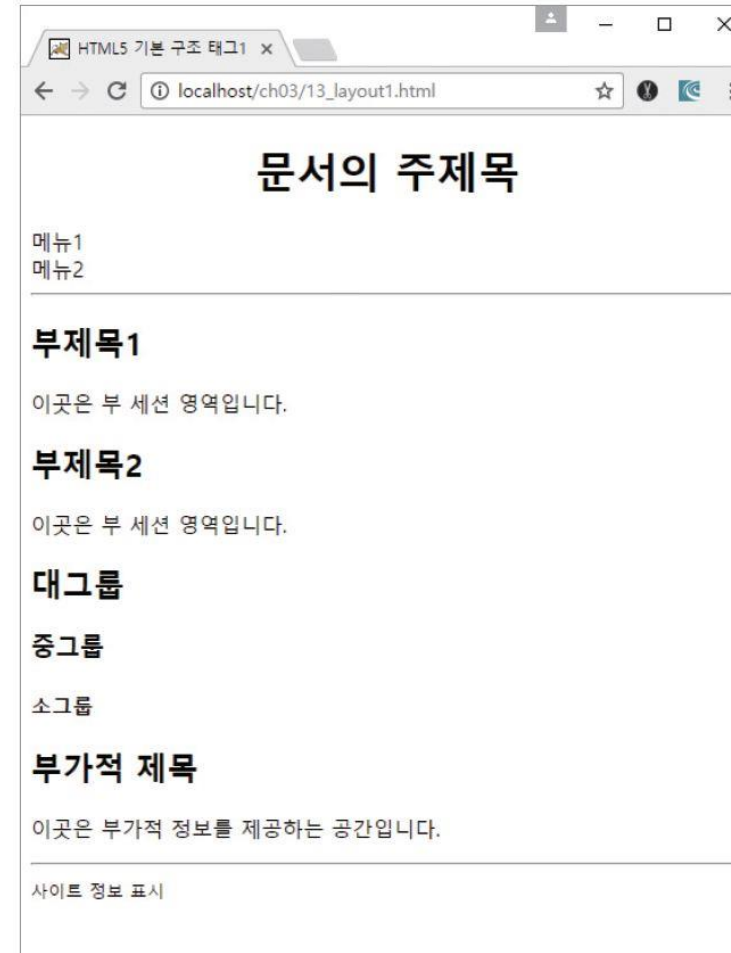 HTML5 기본 구조 태그1
localhost/ch03/13_layout1.html
문서의 주제목
메뉴1
메뉴2
부제목1
이곳은 부 세션 영역입니다.
부제목2
이곳은 부 세션 영역입니다.
대그룹
중그룹
소그룹
부가적 제목
이곳은 부가적 정보를 제공하는 공간입니다.
사이트 정보 표시